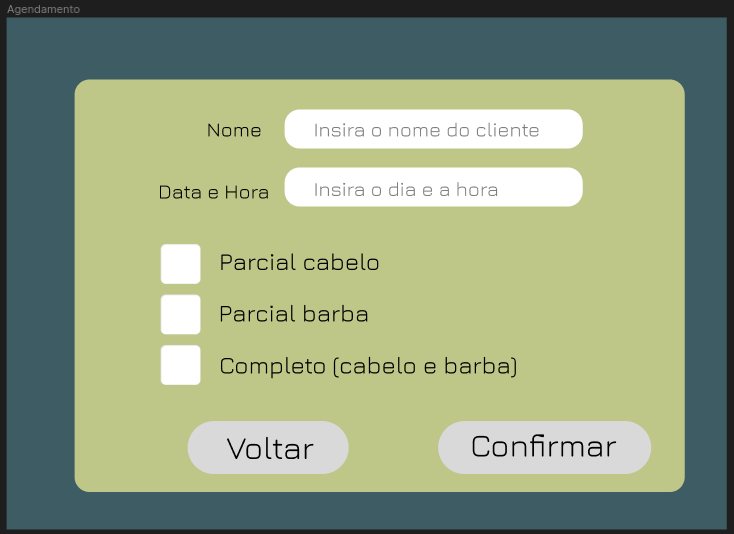 Agendamento
Nome
Insira o nome do cliente
Data e Hora
Insira o dia e a hora
Parcial cabelo
Parcial barba
Completo (cabelo e barba)
Voltar
Confirmar